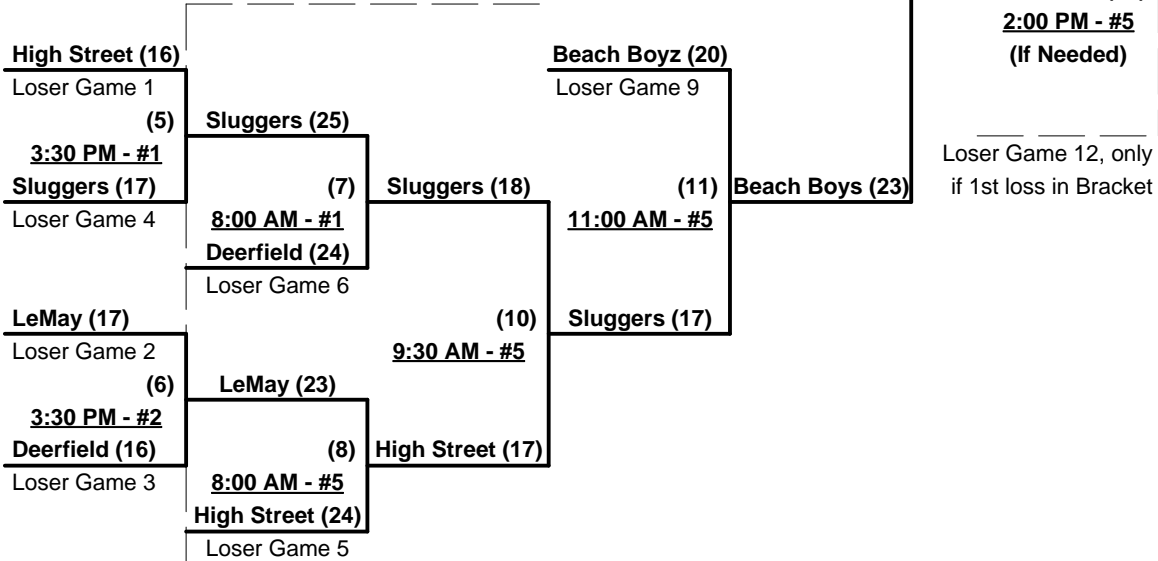 2:00 PM - #5
(If Needed)
High Street (16)
Loser Game 1
(5)
3:30 PM - #1
Sluggers (17)
Loser Game 4
Sluggers (25)
(7)
8:00 AM - #1
Deerfield (24)
Loser Game 6
Sluggers (18)
LeMay (17)
Loser Game 2
(6)
3:30 PM - #2
Deerfield (16)
Loser Game 3
LeMay (23)
(8)
8:00 AM - #5
High Street (24)
Loser Game 5
High Street (17)
(10)
9:30 AM - #5
Beach Boyz (20)
Loser Game 9
(11)
11:00 AM - #5
Sluggers (17)
Beach Boys (23)
Loser Game 12, only
if 1st loss in Bracket